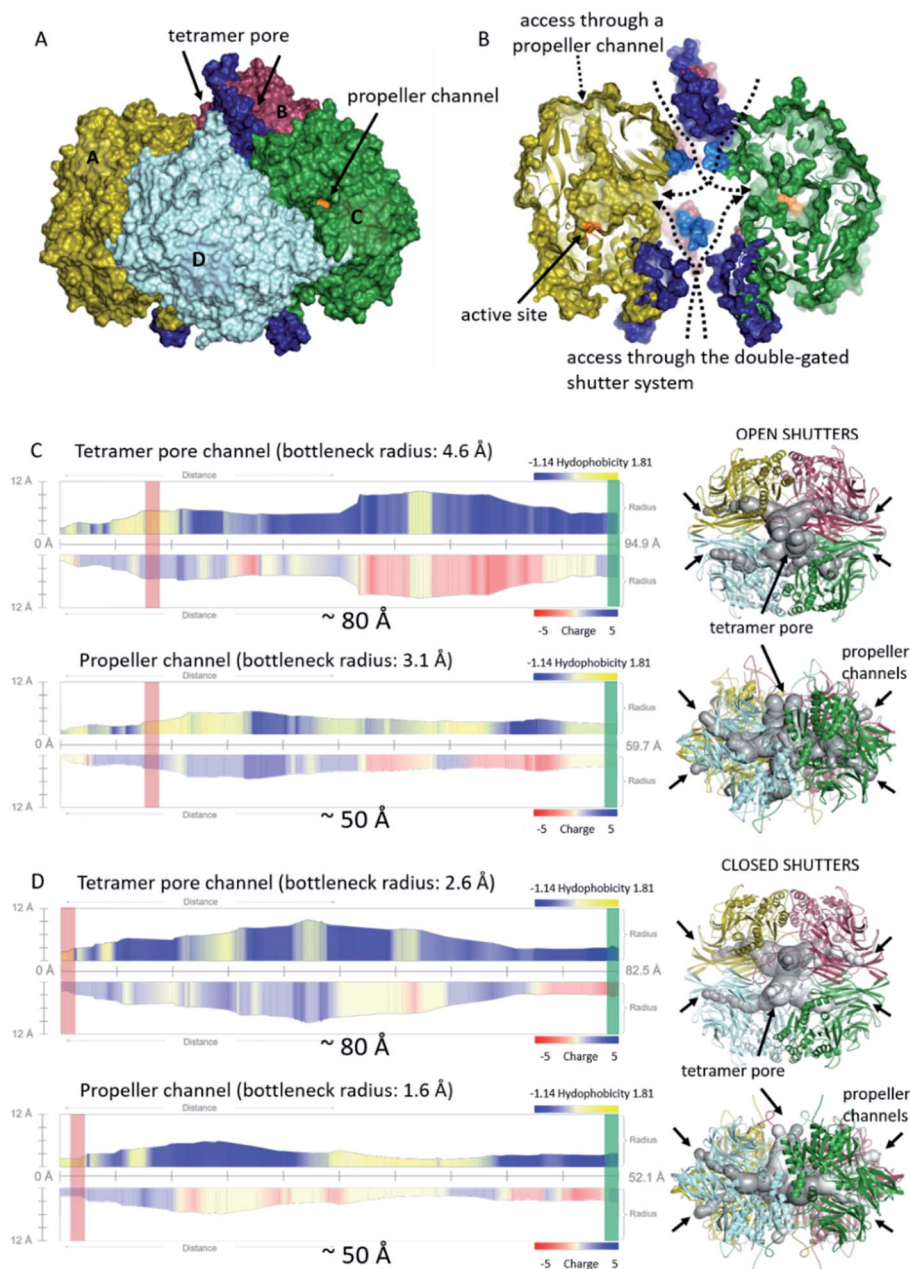 A
tetramer pore
propeller channel
A
B
C
D
B
access through a
propeller channel
active site
access through the double-gated
shutter system
C
Tetramer pore channel (bottleneck radius: 4.6 Å)
-1.14 Hydophobicity 1.81
Distance
12 Å
Radius
0 Å
94.9 Å
Radius
12 Å
Distance
~ 80 Å
-5 Charge 5
Propeller channel (bottleneck radius: 3.1 Å)
-1.14 Hydophobicity 1.81
Distance
12 Å
Radius
0 Å
59.7 Å
Radius
12 Å
Distance
~ 50 Å
-5 Charge 5
OPEN SHUTTERS
tetramer pore
propeller
channels
D
Tetramer pore channel (bottleneck radius: 2.6 Å)
-1.14 Hydophobicity 1.81
Distance
12 Å
Radius
0 Å
82.5 Å
Radius
12 Å
Distance
~ 80 Å
-5 Charge 5
Propeller channel (bottleneck radius: 1.6 Å)
-1.14 Hydophobicity 1.81
Distance
12 Å
Radius
0 Å
52.1 Å
Radius
12 Å
Distance
~ 50 Å
-5 Charge 5
CLOSED SHUTTERS
tetramer pore
propeller
channels